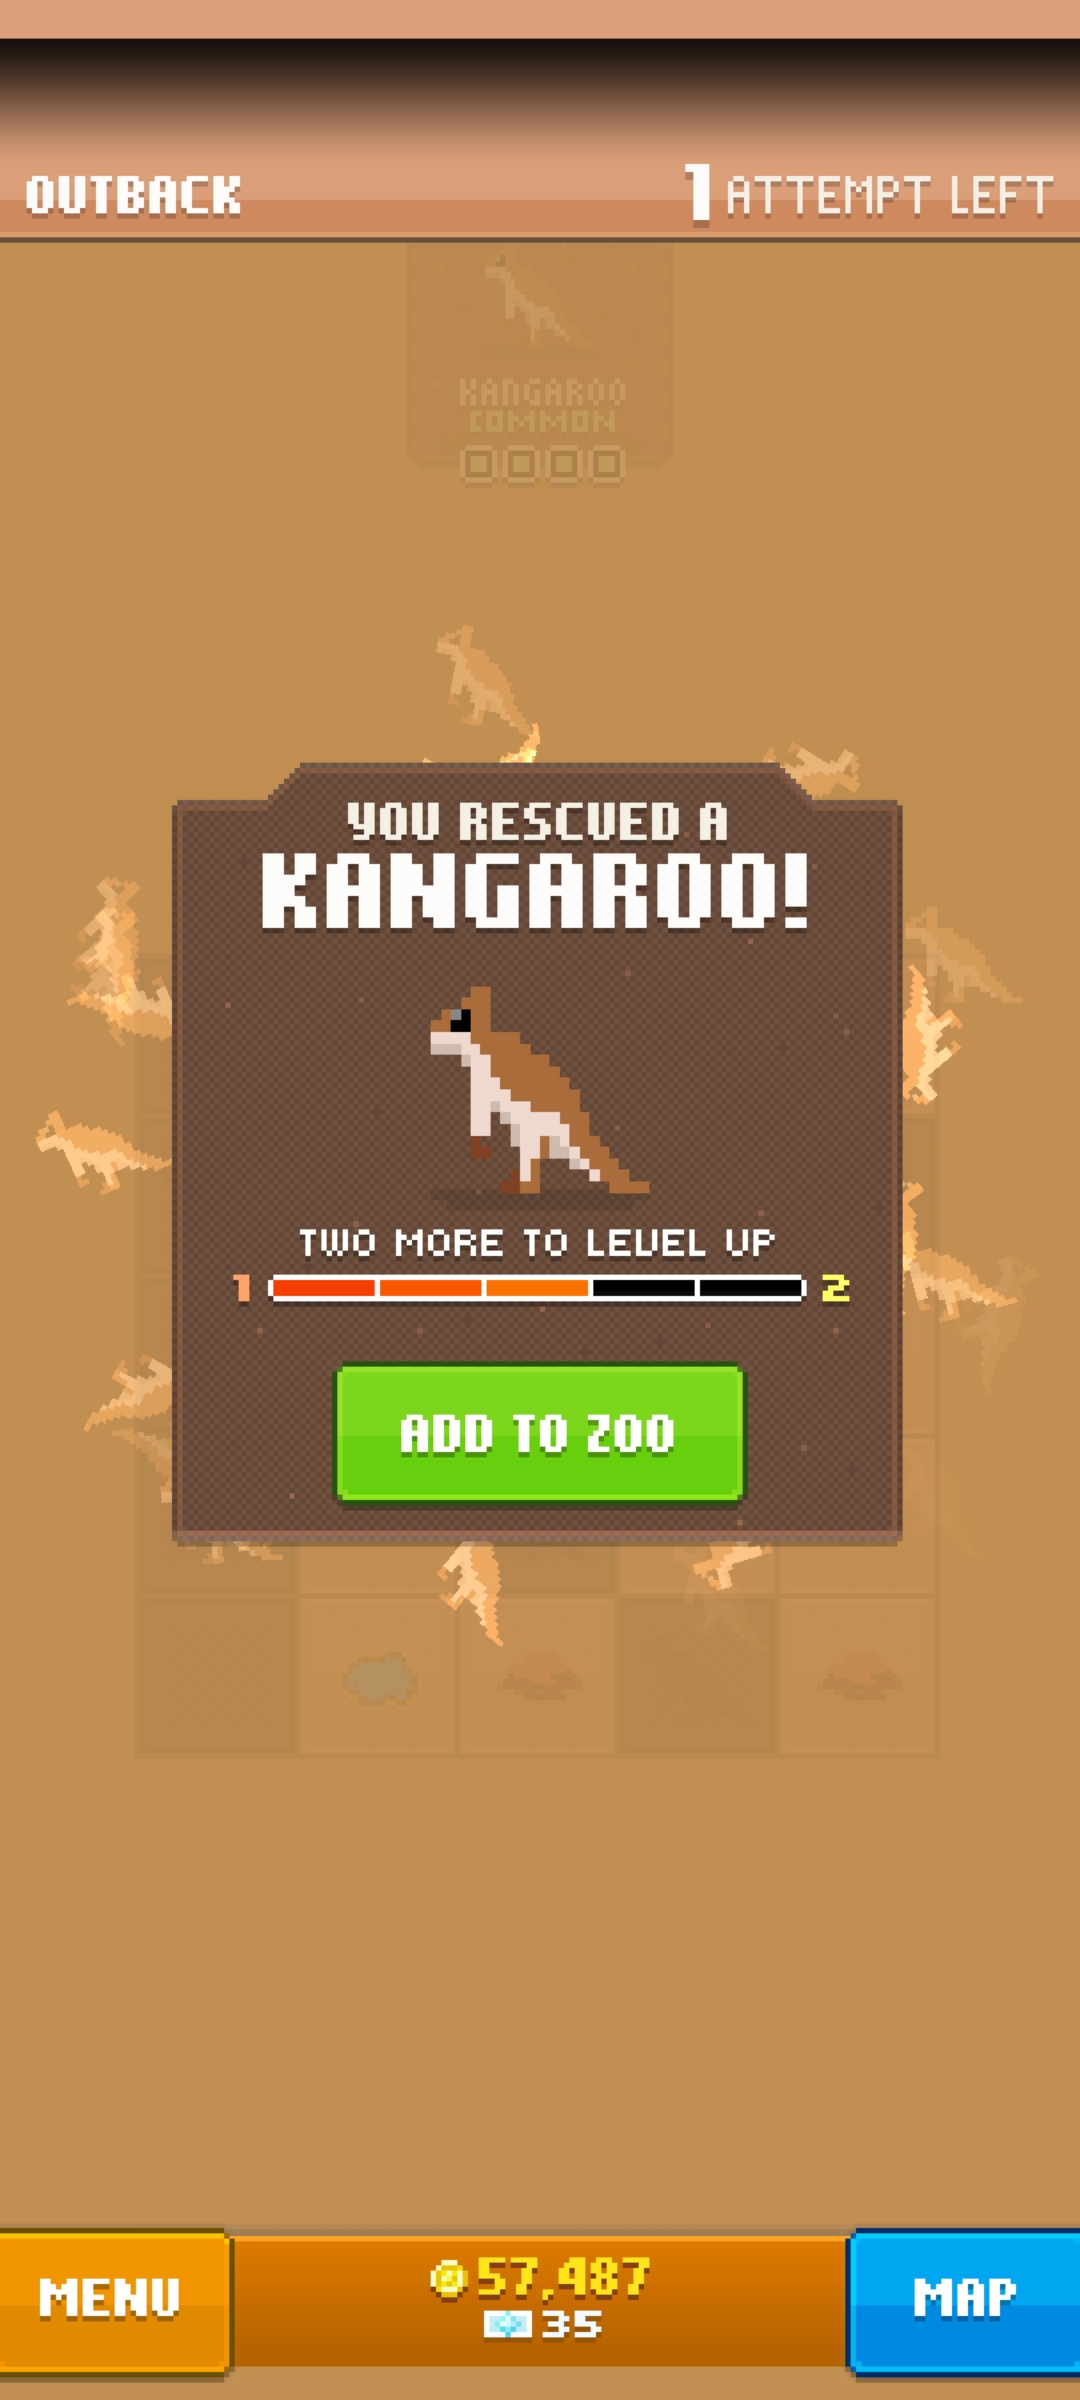 OUTBACK
1 ATTEMPT LEFT
KANGAROO
COMMON
YOU RESCUED A
KANGAROO!
TWO MORE TO LEVEL UP
1 2
ADD TO ZOO
MENU
57,487
35
MAP